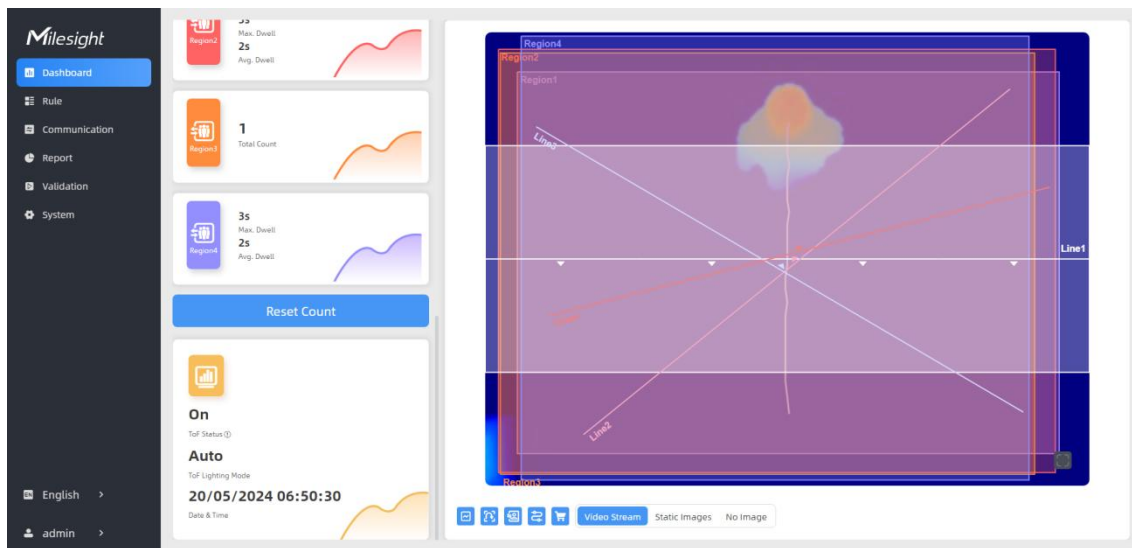 Milesight
Dashboard
Rule
Communication
Report
Validation
System
English
admin
Region2
Max. Dwell
2s
Avg. Dwell
Region3
1
Total Count
Region4
3s
Max. Dwell
2s
Avg. Dwell
Reset Count
On
ToF Status
Auto
ToF Lighting Mode
20/05/2024 06:50:30
Date & Time
Region4
Region2
Region1
Line3
Line1
Line2
Region3
Video Stream Static Images No Image